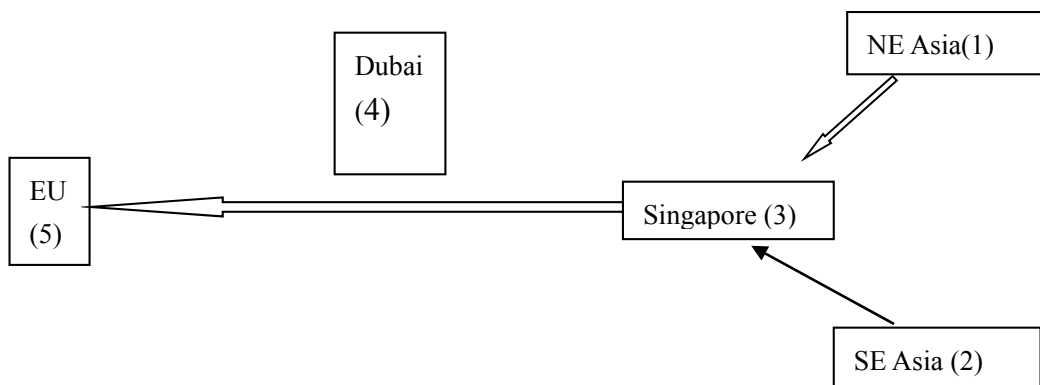 NE Asia(1)
Dubai
(4)
EU
(5)
Singapore (3)
SE Asia (2)